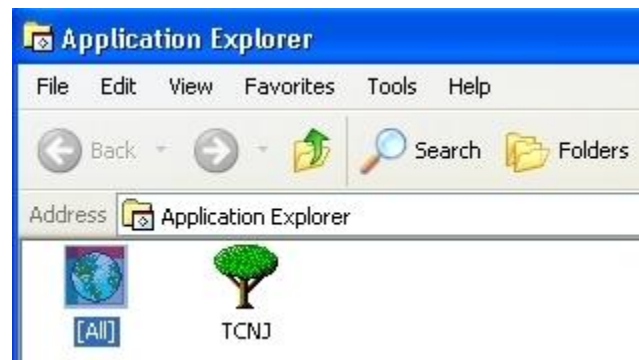 Application Explorer
File Edit View Favorites Tools Help
Back Search Folders
Address Application Explorer
[All] TCNJ